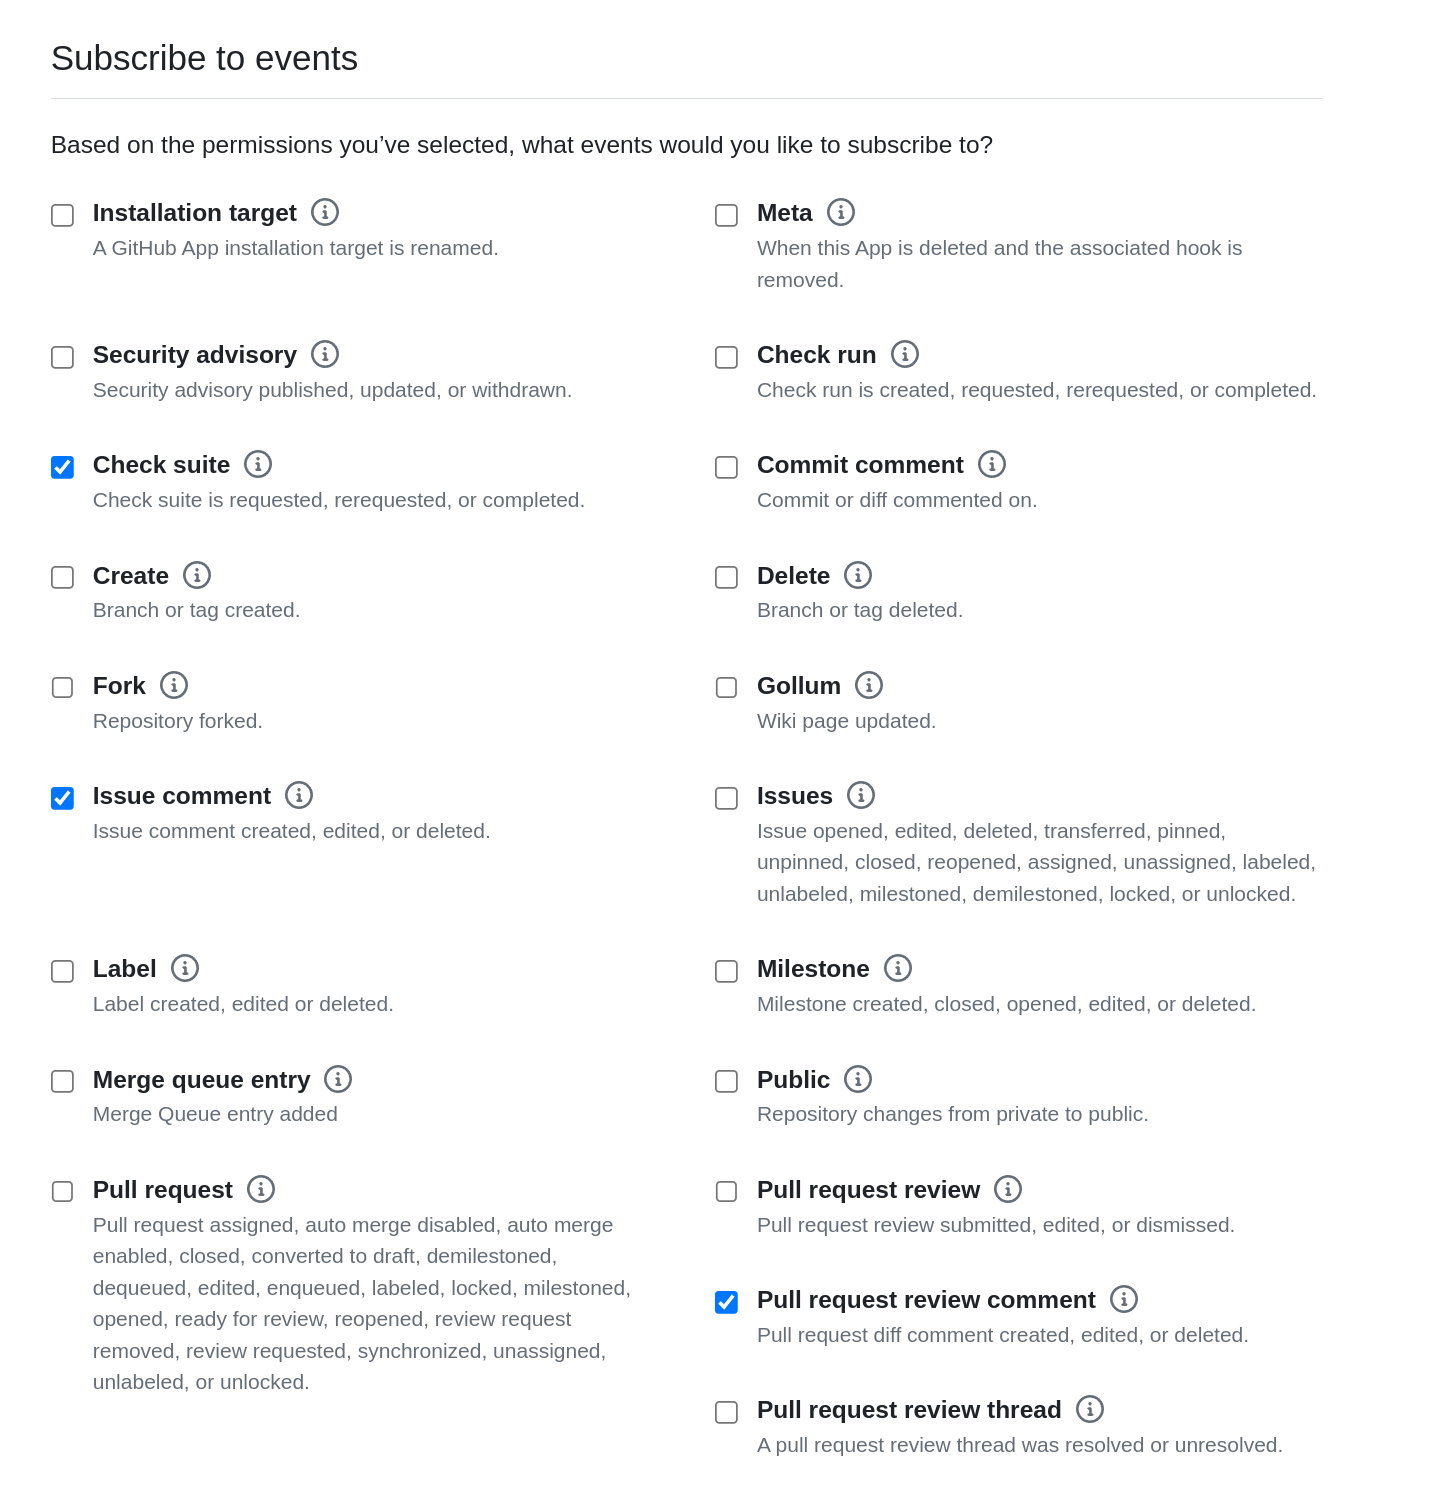 Subscribe to events
Based on the permissions you’ve selected, what events would you like to subscribe to?
Installation target
A GitHub App installation target is renamed.
Meta
When this App is deleted and the associated hook is
removed.
Security advisory
Security advisory published, updated, or withdrawn.
Check run
Check run is created, requested, rerequested, or completed.
Check suite
Check suite is requested, rerequested, or completed.
Commit comment
Commit or diff commented on.
Create
Branch or tag created.
Delete
Branch or tag deleted.
Fork
Repository forked.
Gollum
Wiki page updated.
Issue comment
Issue comment created, edited, or deleted.
Issues
Issue opened, edited, deleted, transferred, pinned,
unpinned, closed, reopened, assigned, unassigned, labeled,
unlabeled, milestoned, demilestoned, locked, or unlocked.
Label
Label created, edited or deleted.
Milestone
Milestone created, closed, opened, edited, or deleted.
Merge queue entry
Merge Queue entry added
Public
Repository changes from private to public.
Pull request
Pull request assigned, auto merge disabled, auto merge
enabled, closed, converted to draft, demilestoned,
dequeued, edited, enqueued, labeled, locked, milestoned,
opened, ready for review, reopened, review request
removed, review requested, synchronized, unassigned,
unlabeled, or unlocked.
Pull request review
Pull request review submitted, edited, or dismissed.
Pull request review comment
Pull request diff comment created, edited, or deleted.
Pull request review thread
A pull request review thread was resolved or unresolved.